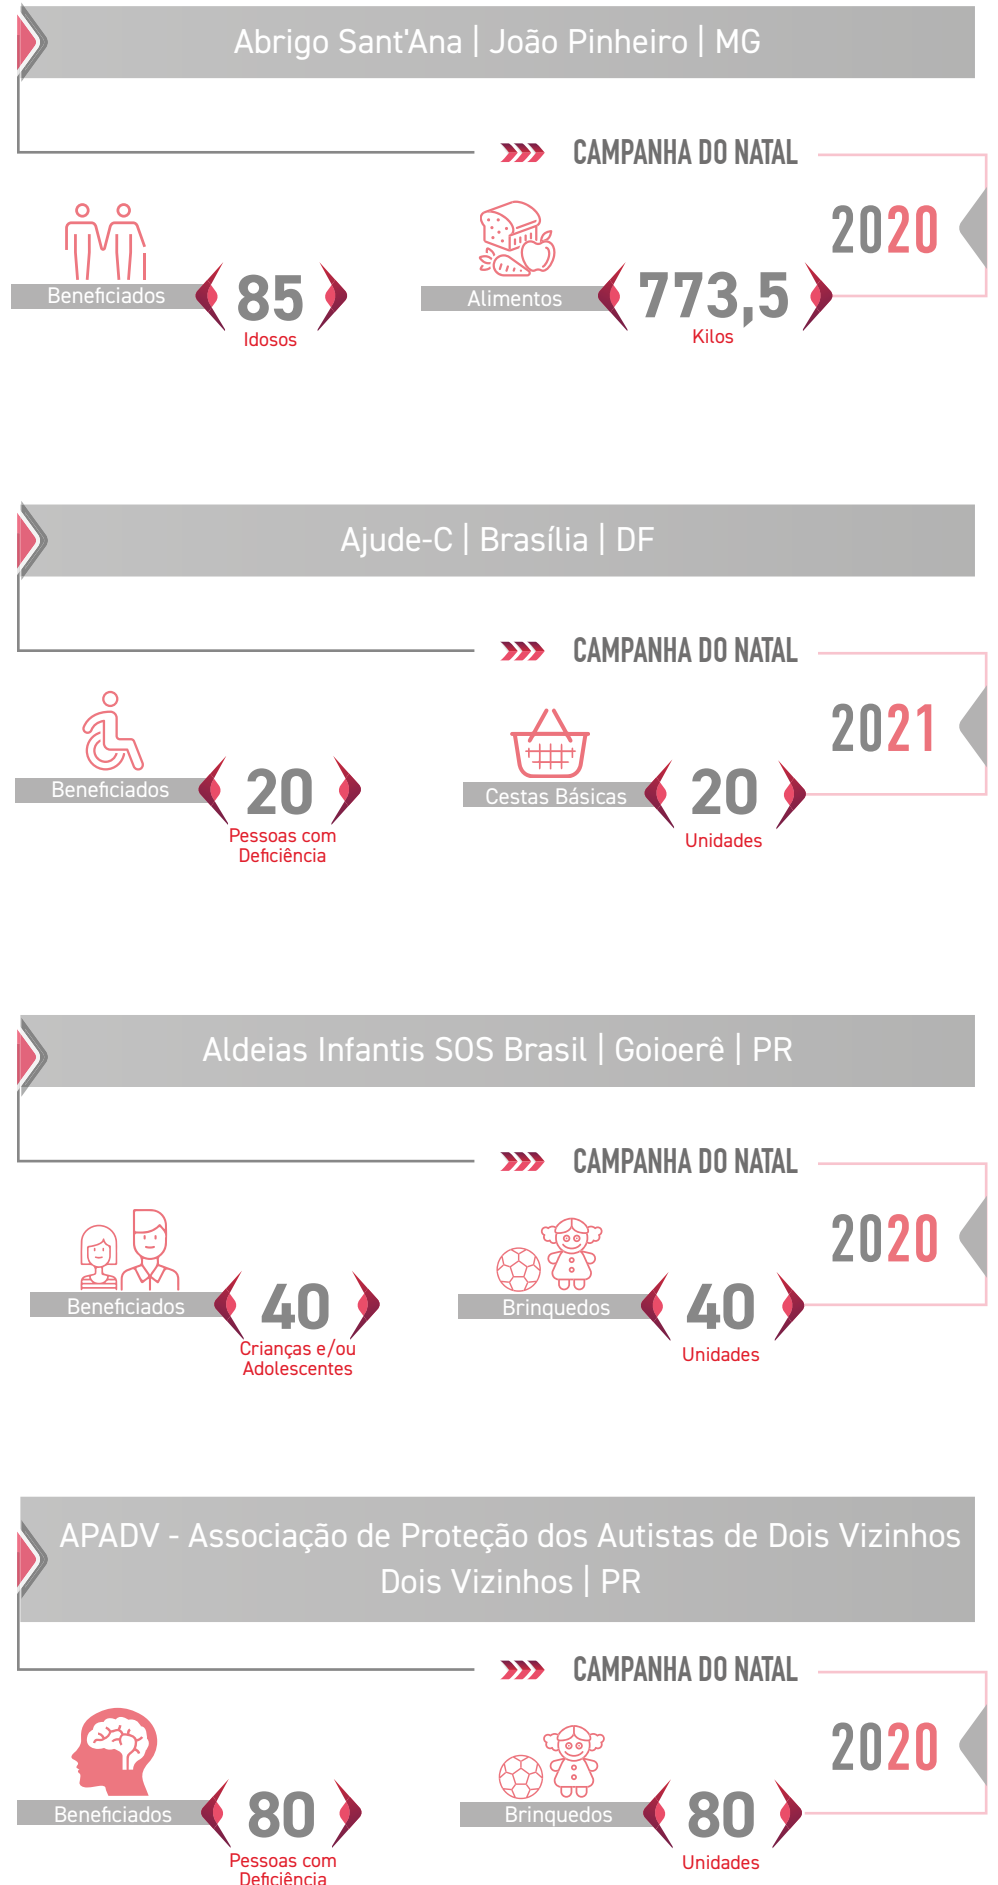 Abrigo Sant'Ana | João Pinheiro | MG
CAMPANHA DO NATAL
2020
Beneficiados
85
Idosos
Alimentos
773,5
Kilos
Ajude-C | Brasília | DF
CAMPANHA DO NATAL
2021
Beneficiados
20
Pessoas com
Deficiência
Cestas Básicas
20
Unidades
Aldeias Infantis SOS Brasil | Goioerê | PR
CAMPANHA DO NATAL
2020
Beneficiados
40
Crianças e/ou
Adolescentes
Brinquedos
40
Unidades
APADV - Associação de Proteção dos Autistas de Dois Vizinhos
Dois Vizinhos | PR
CAMPANHA DO NATAL
2020
Beneficiados
80
Pessoas com
Deficiência
Brinquedos
80
Unidades